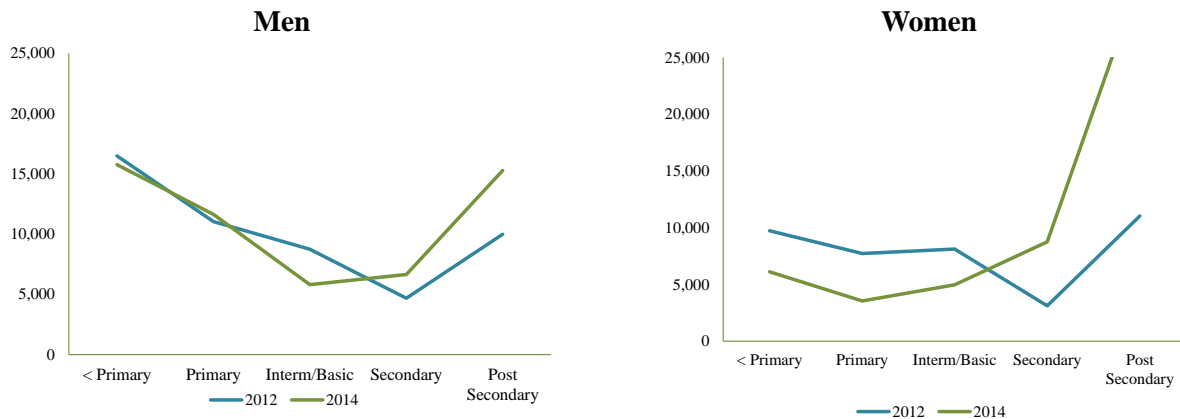 Men
25,000
20,000
15,000
10,000
5,000
0
< Primary Primary Interm/Basic Secondary Post
Secondary
2012 2014
Women
25,000
20,000
15,000
10,000
5,000
0
< Primary Primary Interm/Basic Secondary Post
Secondary
2012 2014